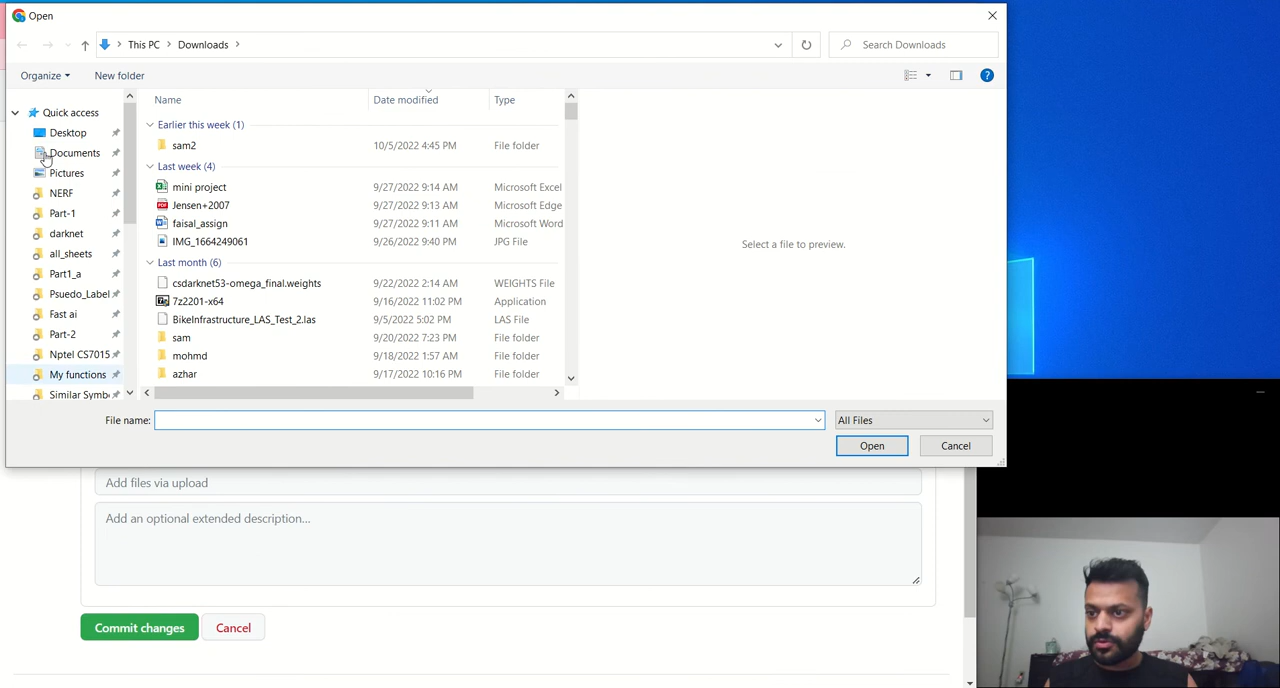 Open
This PC > Downloads >
Search Downloads
Organize
New folder
?
Name
Date modified
Type
Quick access
Desktop
Documents
Pictures
NERF
Part-1
darknet
all_sheets
Part1_a
Psuedo_Label
Fast ai
Part-2
Nptel CS7015
My functions
Similar Symb
Earlier this week (1)
sam2 10/5/2022 4:45 PM File folder
Last week (4)
mini project 9/27/2022 9:14 AM Microsoft Excel
Jensen+2007 9/27/2022 9:13 AM Microsoft Edge
faisal_assign 9/27/2022 9:11 AM Microsoft Word
IMG_1664249061 9/26/2022 9:40 PM JPG File
Last month (6)
csdarknet53-omega_final.weights 9/22/2022 2:14 AM WEIGHTS File
7z2201-x64 9/16/2022 11:02 PM Application
BikeInfrastructure_LAS_Test_2.las 9/5/2022 5:02 PM LAS File
sam 9/20/2022 7:23 PM File folder
mohmd 9/18/2022 1:57 AM File folder
azhar 9/17/2022 10:16 PM File folder
Select a file to preview.
File name:
All Files
Open
Cancel
Add files via upload
Add an optional extended description...
Commit changes
Cancel